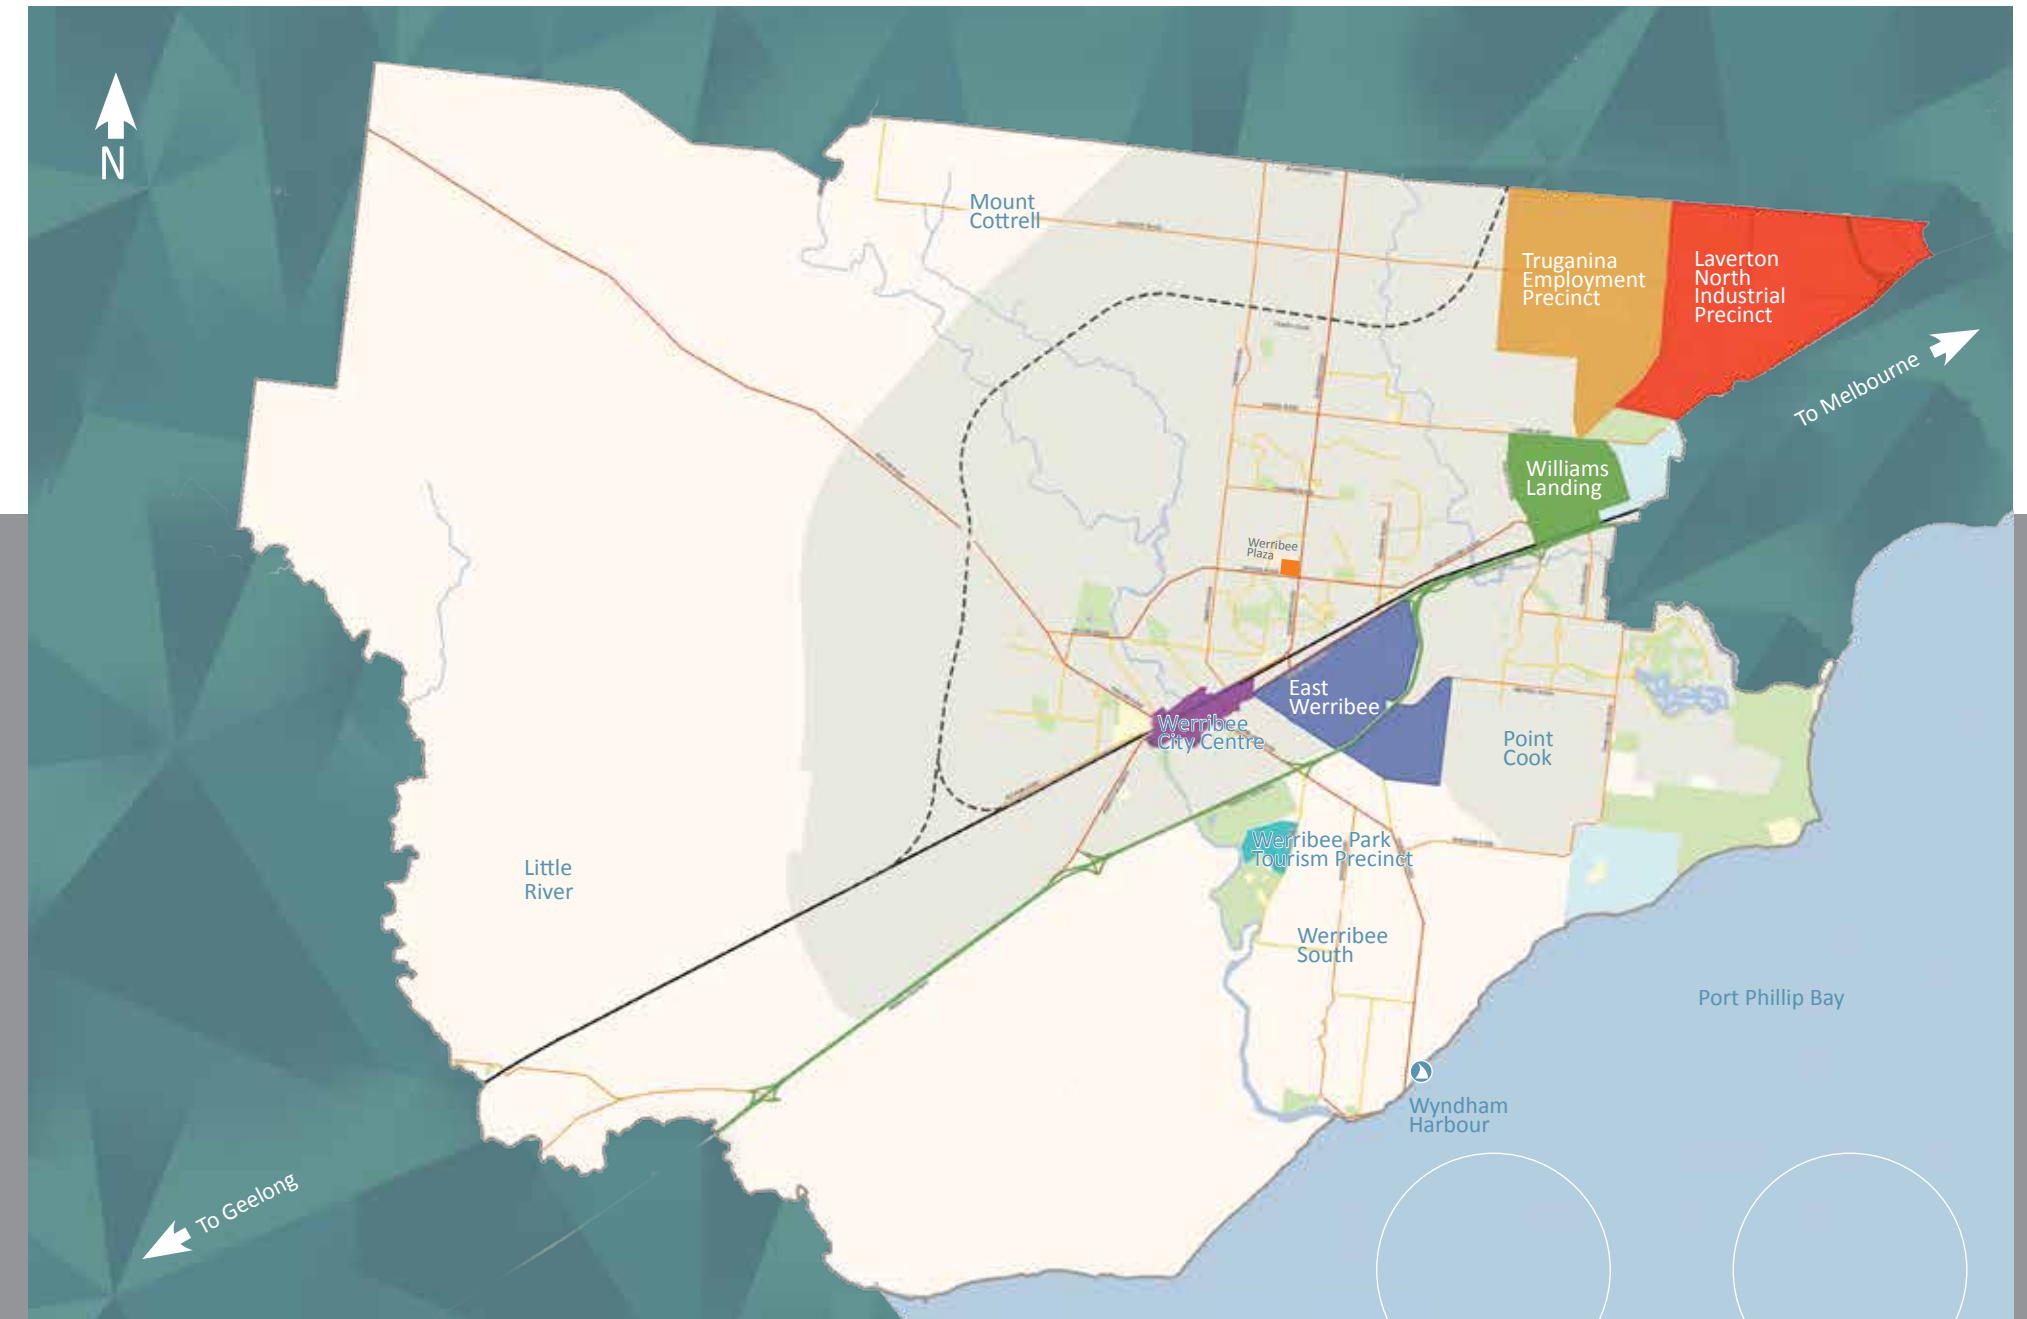 N
Mount
Cottrell
Truganina
Employment
Precinct
Laverton
North
Industrial
Precinct
To Melbourne
Williams
Landing
Werribee
Plaza
East
Werribee
Werribee
City Centre
Point
Cook
Werribee Park
Tourism Precinct
Little
River
Werribee
South
Port Phillip Bay
Wyndham
Harbour
To Geelong